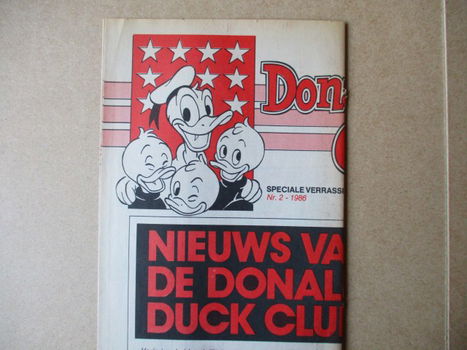 Don
SPECIALE VERRASSI
Nr. 2 - 1986
NIEUWS VA
DE DONAL
DUCK CLU